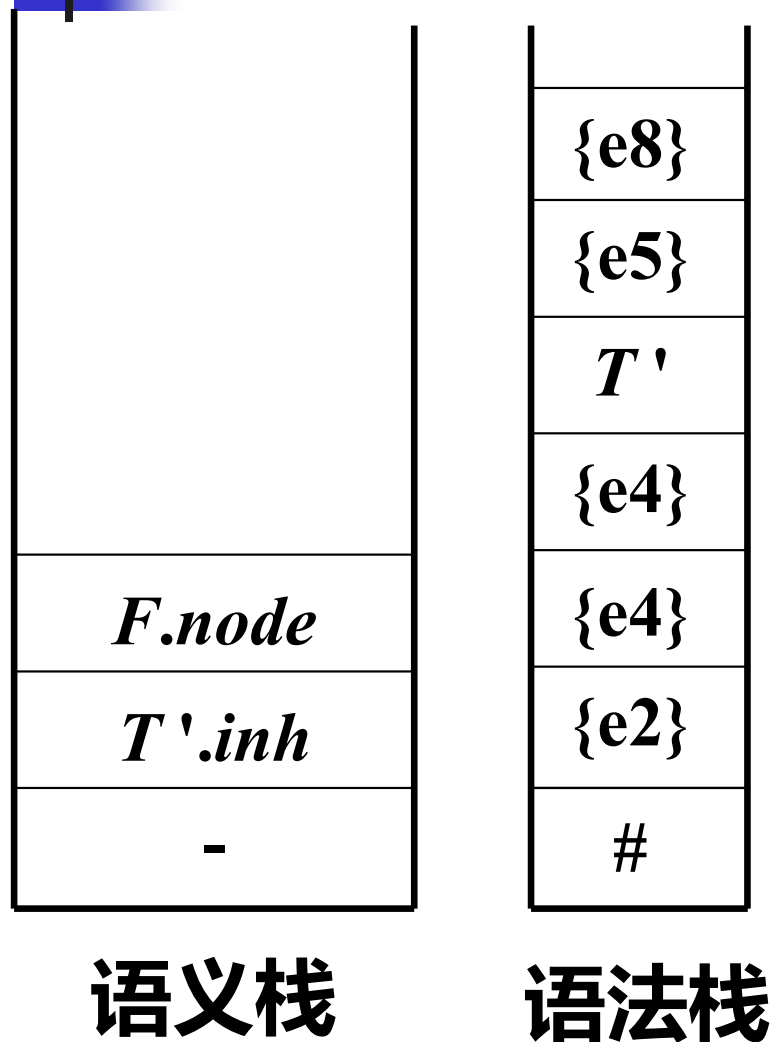 F.node
T '.inh
-
语义栈
{e8}
{e5}
T '
{e4}
{e4}
{e2}
#
语法栈